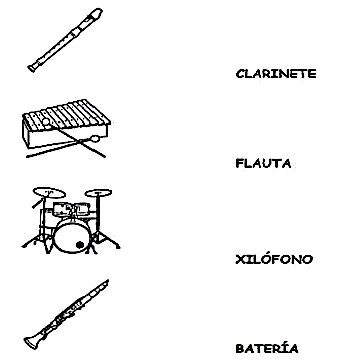 CLARINETE
FLAUTA
XILÓFONO
BATERÍA